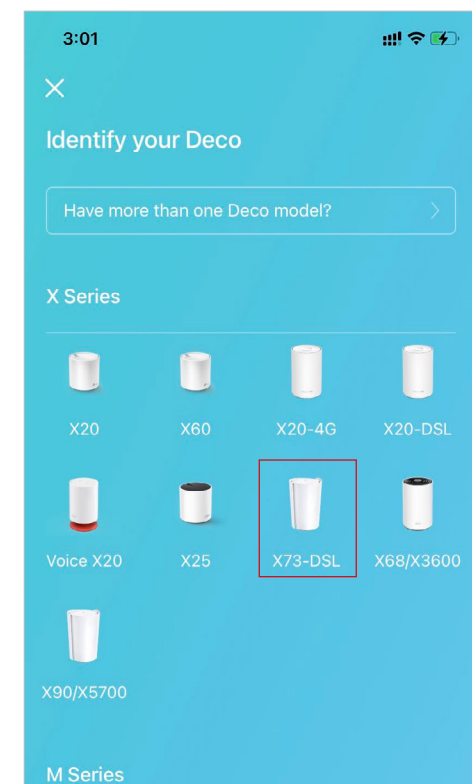 3:01
Identify your Deco
Have more than one Deco model?
X Series
X20 X60 X20-4G X20-DSL
Voice X20 X25 X73-DSL X68/X3600
X90/X5700
M Series